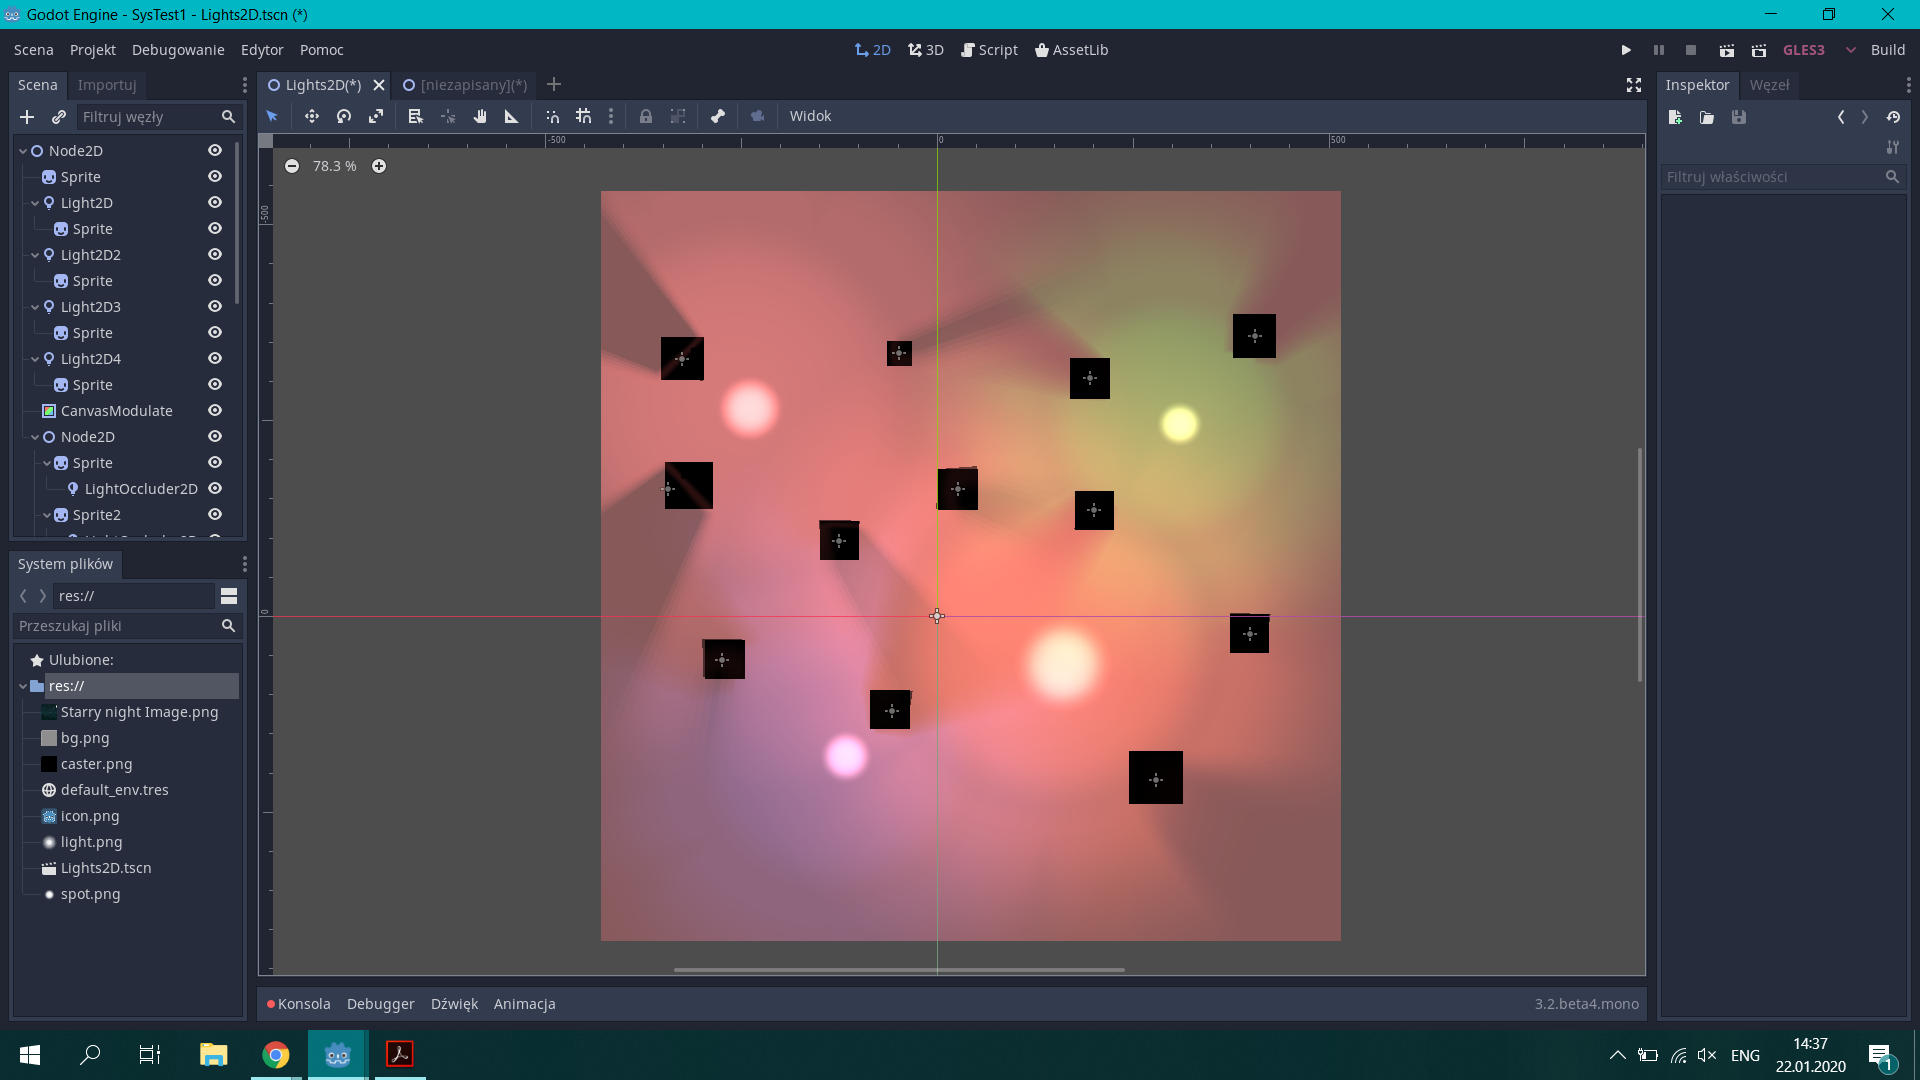 Godot Engine - SysTest1 - Lights2D.tscn (*)
Scena Projekt Debugowanie Edytor Pomoc
2D 3D Script AssetLib
GLES3 Build
Scena Importuj
Filtruj węzły
Node2D
Sprite
Light2D
Sprite
Light2D2
Sprite
Light2D3
Sprite
Light2D4
Sprite
CanvasModulate
Node2D
Sprite
LightOccluder2D
Sprite2
System plików
res://
Przeszukaj pliki
Ulubione:
res://
Starry night Image.png
bg.png
caster.png
default_env.tres
icon.png
light.png
Lights2D.tscn
spot.png
Lights2D(*) [niezapisany](*)
Widok
-500 0 500
-500
0
78.3 %
Konsola Debugger Dźwięk Animacja
3.2.beta4.mono
Inspektor Węzeł
Filtruj właściwości
ENG
14:37
22.01.2020
1